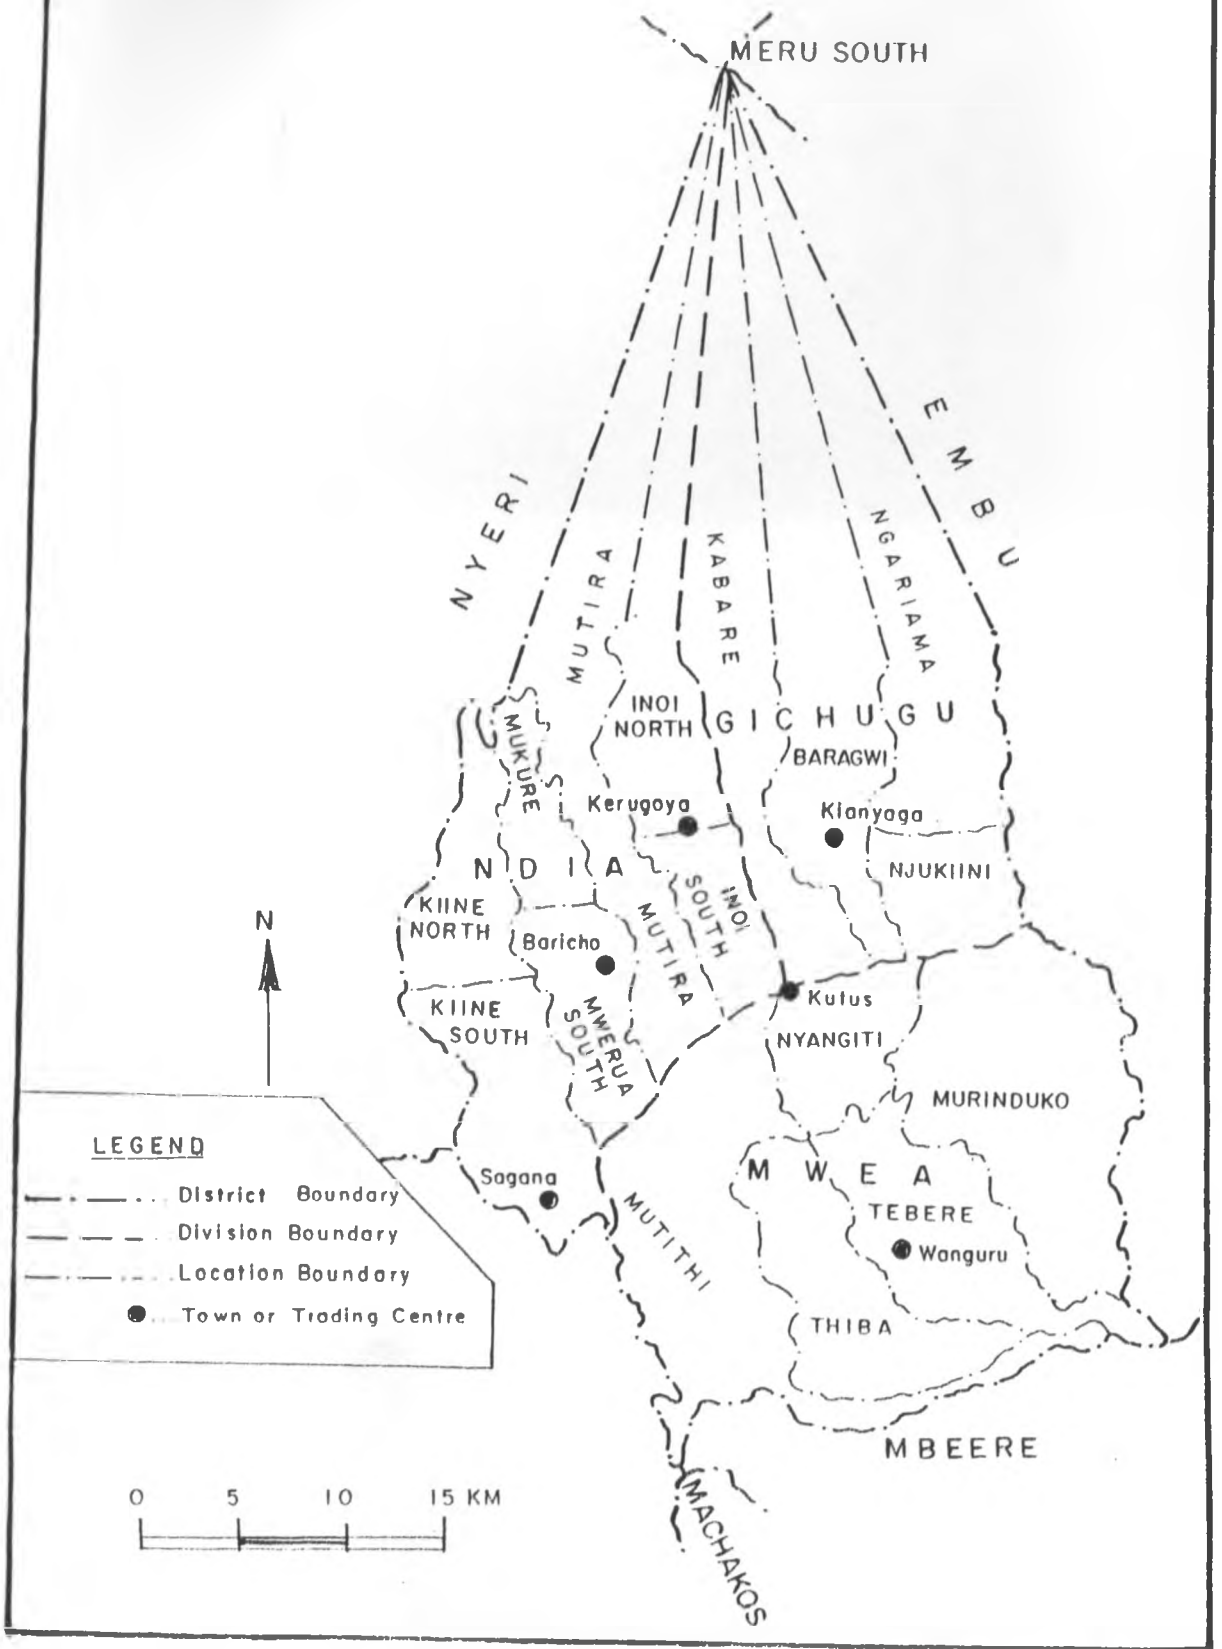 MERU SOUTH
EMBU
NYERI
MUTIRA
KABARE
NGARIAMA
INOI
NORTH
GICHUGU
MUKURE
BARAGWI
Kerugoya
Kianyaga
NDIA
NJUKIINI
KIINE
NORTH
INOI
SOUTH
MUTIRA
Baricho
N
KIINE
SOUTH
MWERUA
SOUTH
Kutus
NYANGITI
MURINDUKO
LEGEND
District Boundary
Division Boundary
Location Boundary
Town or Trading Centre
Sagana
MWEA
MUTITHI
TEBERE
Wanguru
THIBA
MBEERE
0 5 10 15 KM
MACHAKOS